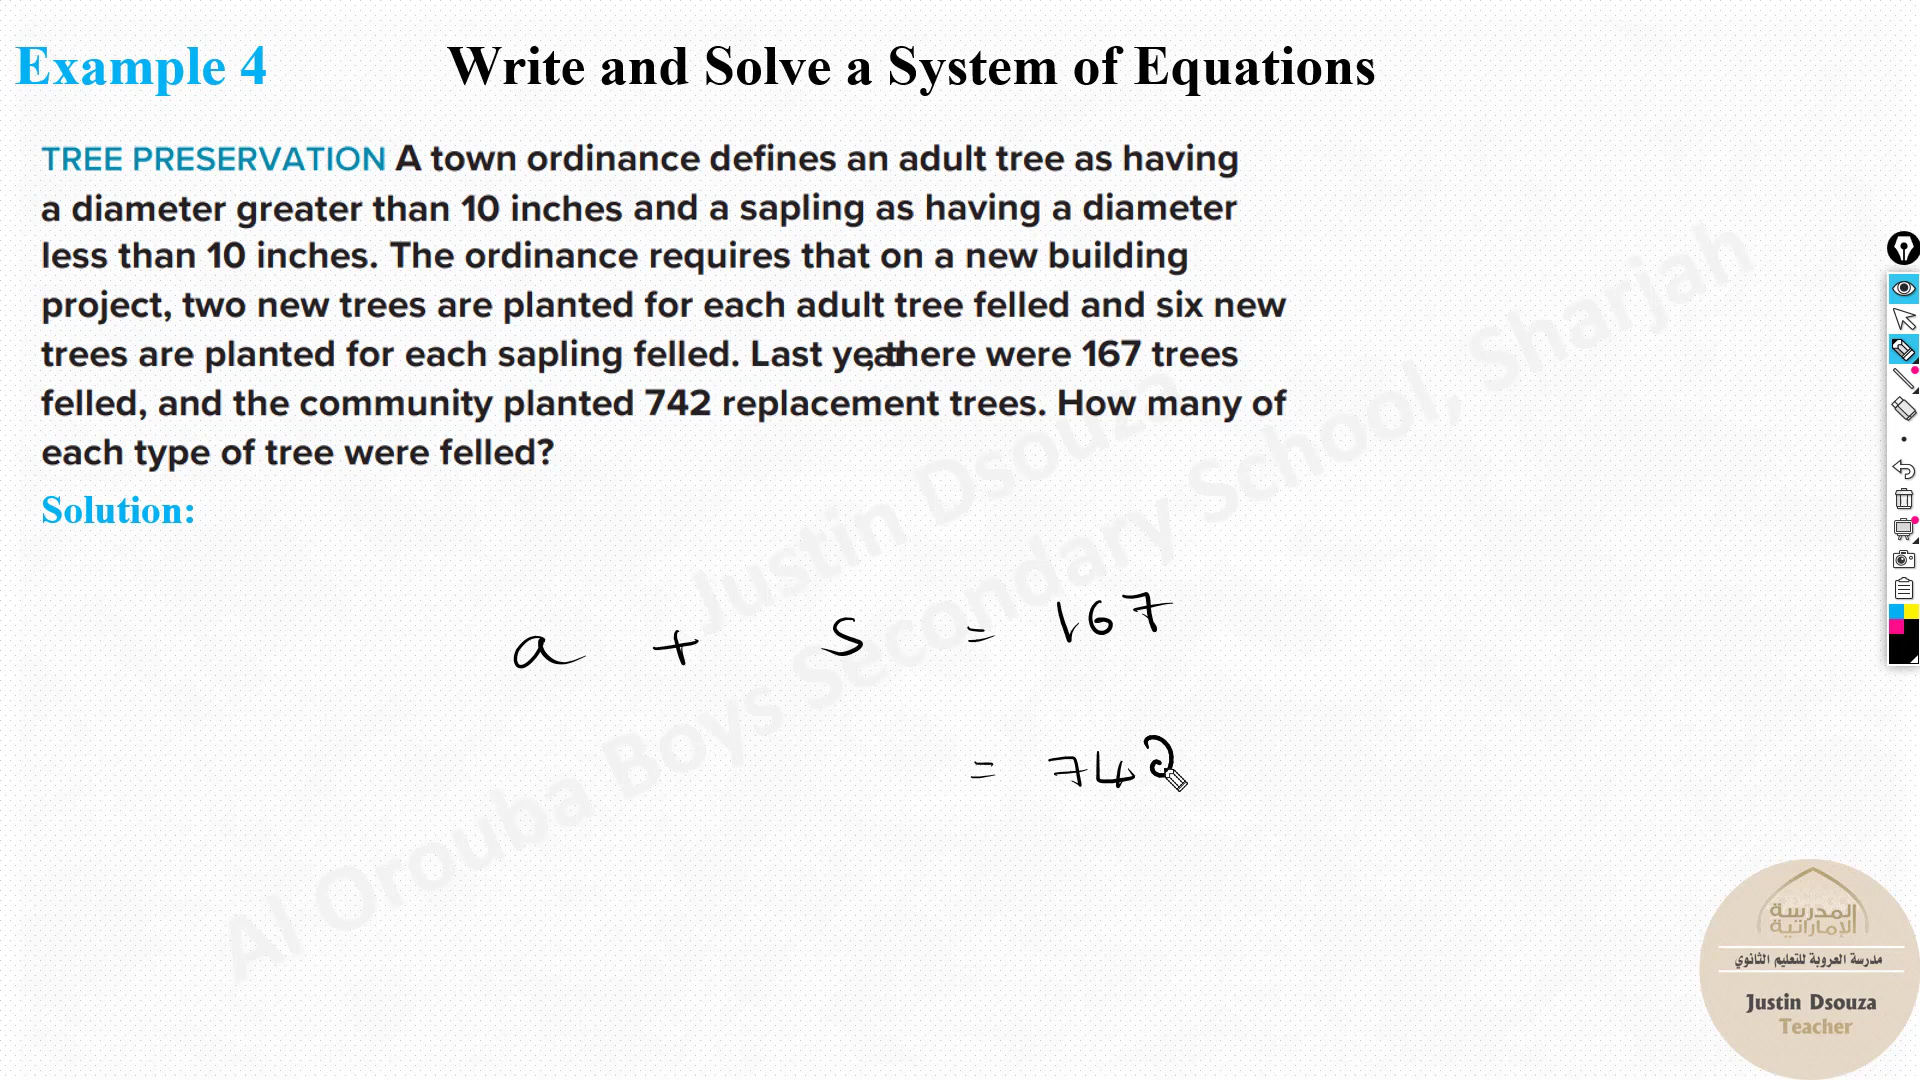 Example 4 Write and Solve a System of Equations
TREE PRESERVATION A town ordinance defines an adult tree as having
a diameter greater than 10 inches and a sapling as having a diameter
less than 10 inches. The ordinance requires that on a new building
project, two new trees are planted for each adult tree felled and six new
trees are planted for each sapling felled. Last year, there were 167 trees
felled, and the community planted 742 replacement trees. How many of
each type of tree were felled?
Solution:
a + s = 167
= 742
Justin Dsouza
Al Orouba Boys Secondary School, Sharjah
المدرسة
الإماراتية
مدرسة العروبة للتعليم الثانوي
Justin Dsouza
Teacher